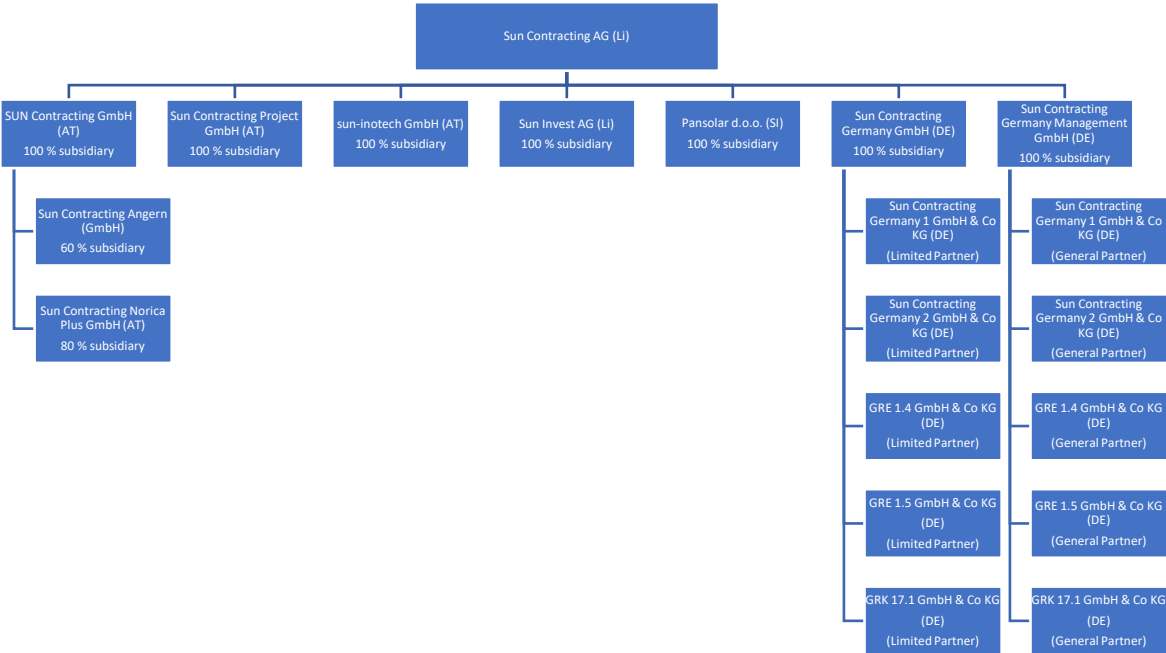 Sun Contracting AG (Li)
SUN Contracting GmbH
(AT)
100 % subsidiary
Sun Contracting Project
GmbH (AT)
100 % subsidiary
sun-inotech GmbH (AT)
100 % subsidiary
Sun Invest AG (Li)
100 % subsidiary
Pansolar d.o.o. (SI)
100 % subsidiary
Sun Contracting
Germany GmbH (DE)
100 % subsidiary
Sun Contracting
Germany Management
GmbH (DE)
100 % subsidiary
Sun Contracting Angern
(GmbH)
60 % subsidiary
Sun Contracting Norica
Plus GmbH (AT)
80 % subsidiary
Sun Contracting
Germany 1 GmbH & Co
KG (DE)
(Limited Partner)
Sun Contracting
Germany 2 GmbH & Co
KG (DE)
(Limited Partner)
GRE 1.4 GmbH & Co KG
(DE)
(Limited Partner)
GRE 1.5 GmbH & Co KG
(DE)
(Limited Partner)
GRK 17.1 GmbH & Co KG
(DE)
(Limited Partner)
Sun Contracting
Germany 1 GmbH & Co
KG (DE)
(General Partner)
Sun Contracting
Germany 2 GmbH & Co
KG (DE)
(General Partner)
GRE 1.4 GmbH & Co KG
(DE)
(General Partner)
GRE 1.5 GmbH & Co KG
(DE)
(General Partner)
GRK 17.1 GmbH & Co KG
(DE)
(General Partner)